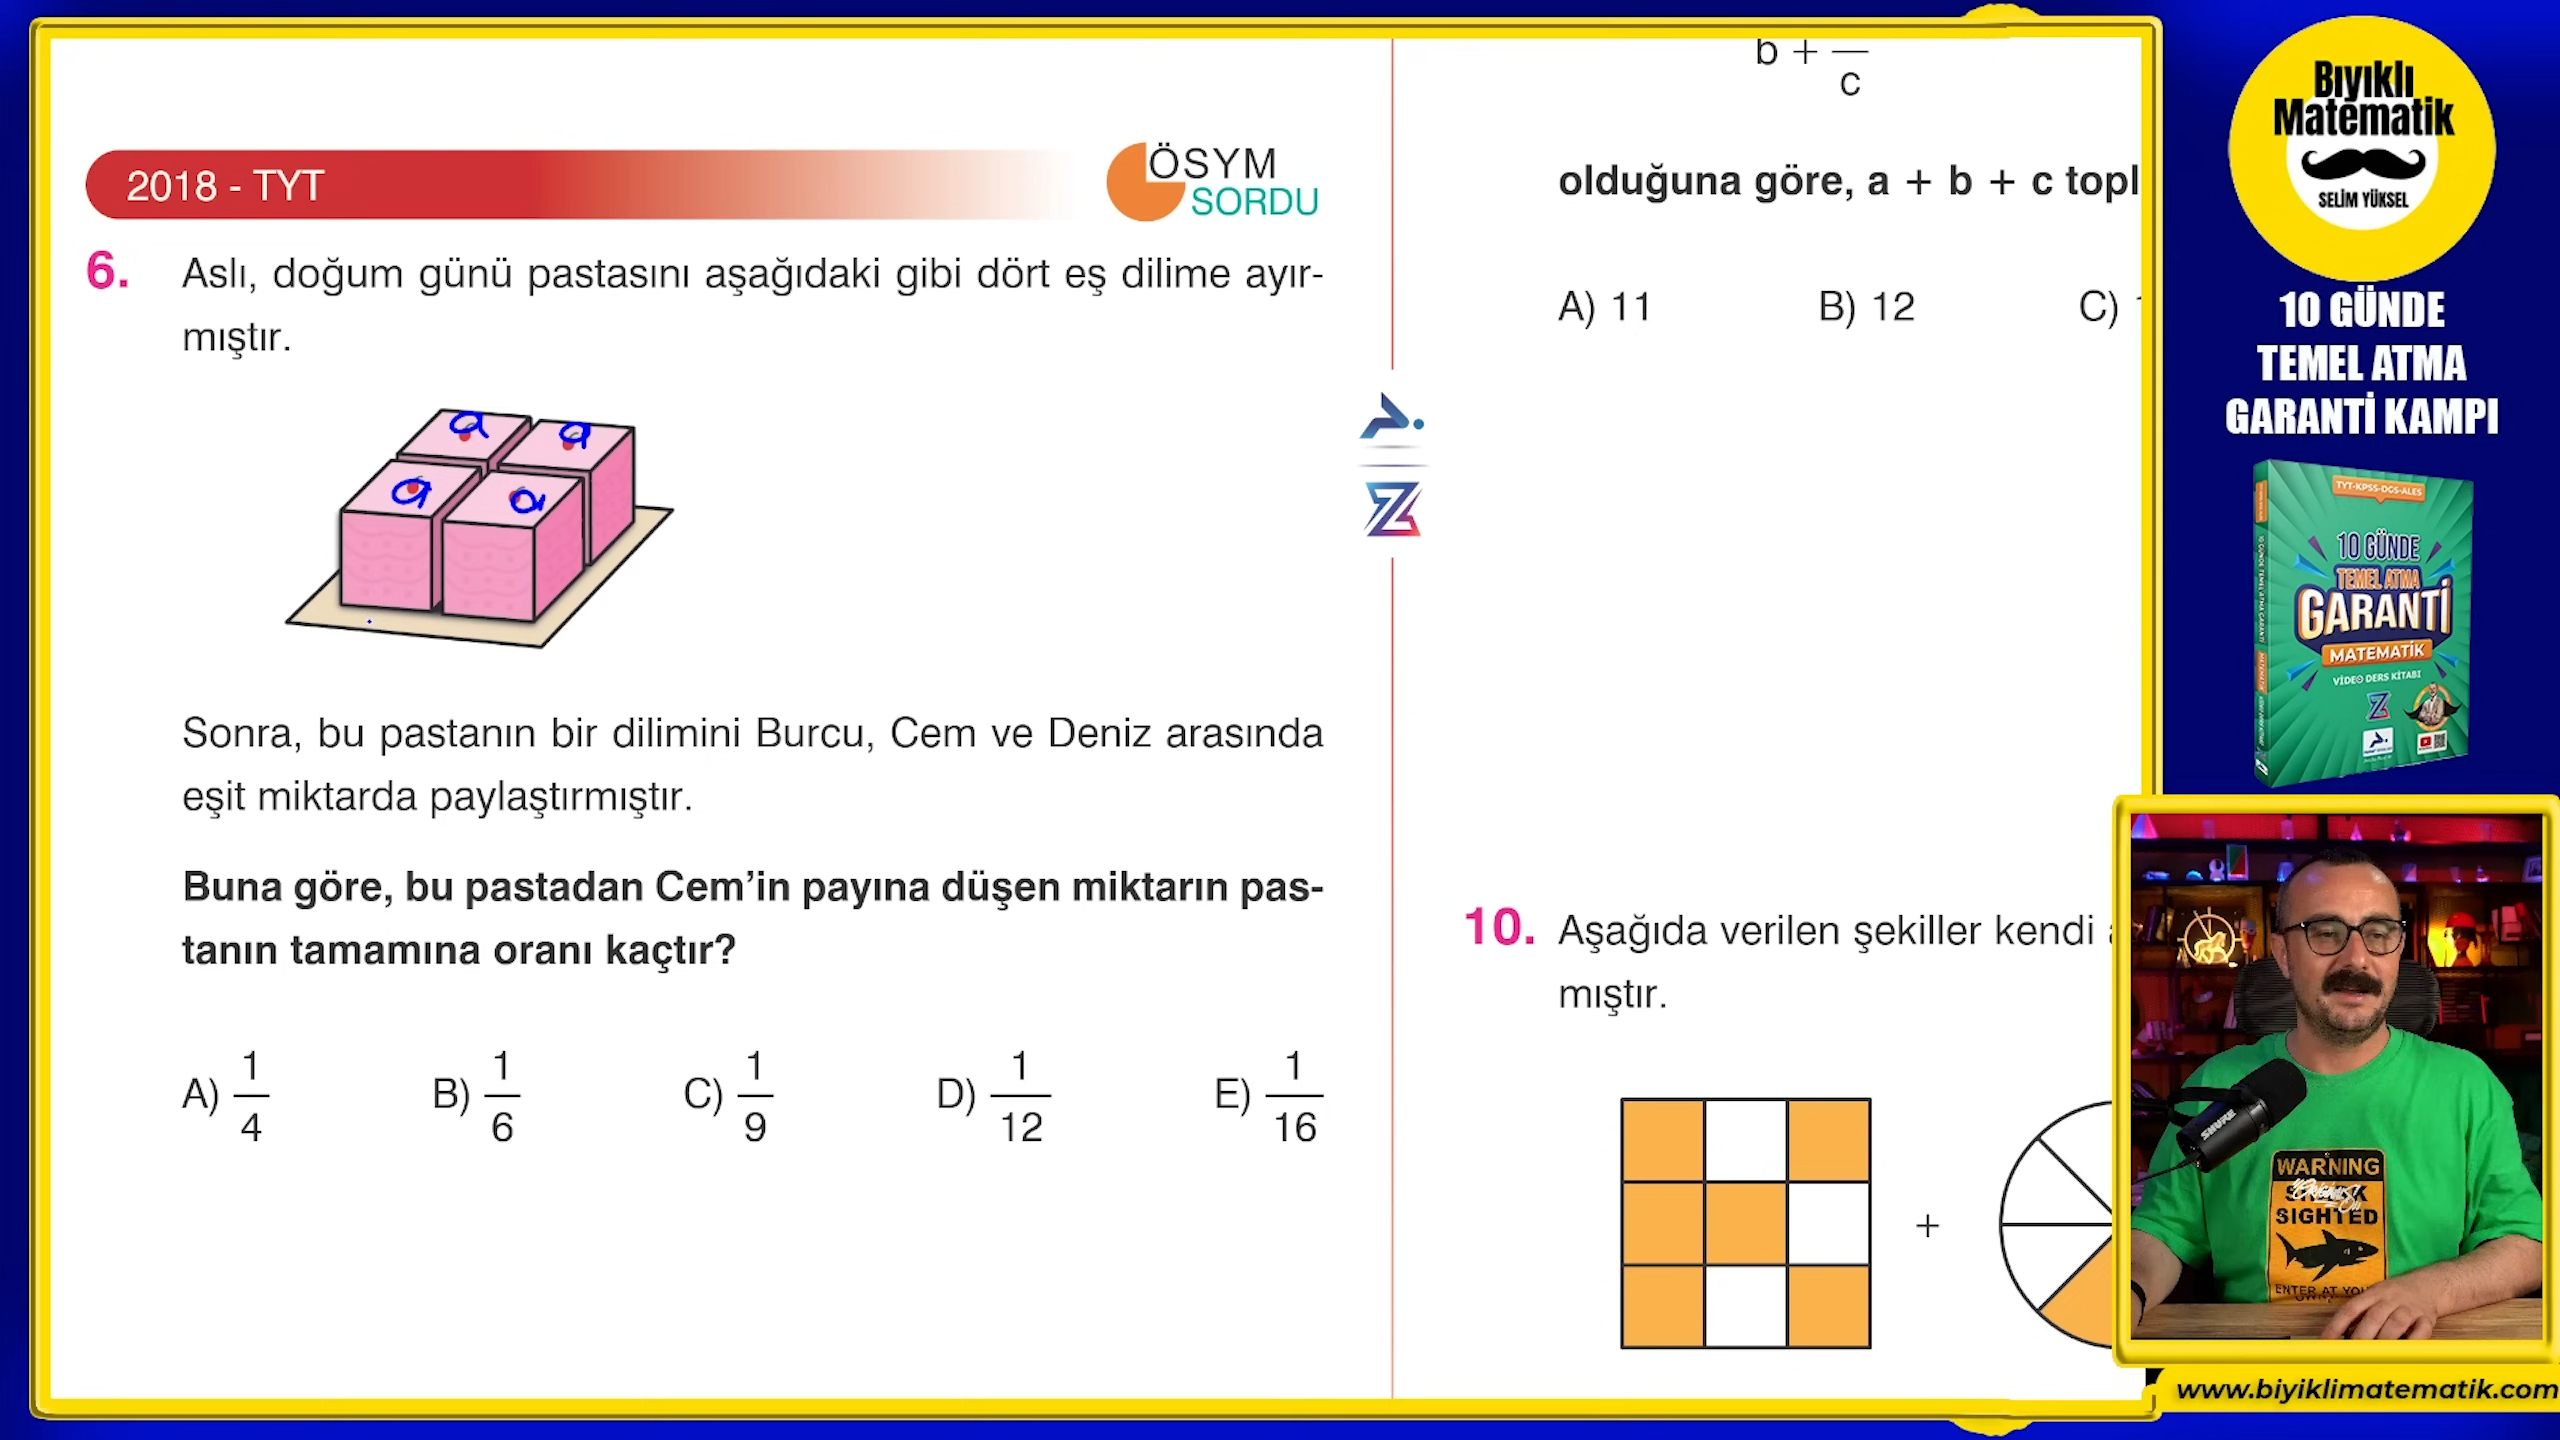 2018 - TYT
ÖSYM
SORDU
6. Aslı, doğum günü pastasını aşağıdaki gibi dört eş dilime ayır-
mıştır.
a
a
a
a
Sonra, bu pastanın bir dilimini Burcu, Cem ve Deniz arasında
eşit miktarda paylaştırmıştır.
Buna göre, bu pastadan Cem'in payına düşen miktarın pas-
tanın tamamına oranı kaçtır?
A) 1/4 B) 1/6 C) 1/9 D) 1/12 E) 1/16
b + —
c
olduğuna göre, a + b + c topl
A) 11 B) 12 C)
10. Aşağıda verilen şekiller kendi
mıştır.
+
Bıyıklı
Matematik
SELİM YÜKSEL
10 GÜNDE
TEMEL ATMA
GARANTİ KAMPI
TYT-KPSS-DGS-ALES
10 GÜNDE
TEMEL ATMA
GARANTİ
MATEMATİK
VİDEO DERS KİTABI
SHURE
WARNING
SIGHTED
ENTER AT YOU
www.biyiklimatematik.com